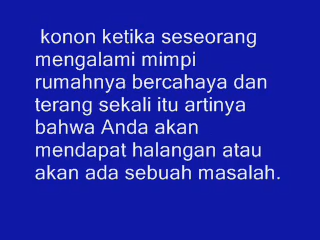 konon ketika seseorang
mengalami mimpi
rumahnya bercahaya dan
terang sekali itu artinya
bahwa Anda akan
mendapat halangan atau
akan ada sebuah masalah.